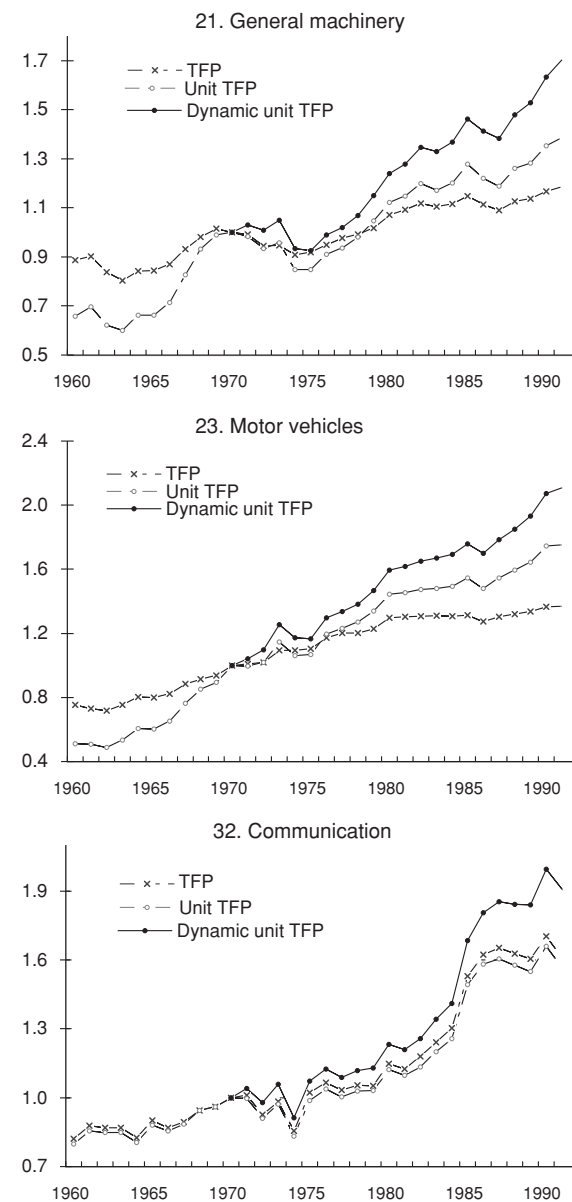 21. General machinery
1.7
1.5
1.3
1.1
0.9
0.7
0.5
TFP
Unit TFP
Dynamic unit TFP
1960 1965 1970 1975 1980 1985 1990
23. Motor vehicles
2.4
2.0
1.6
1.2
0.8
0.4
TFP
Unit TFP
Dynamic unit TFP
1960 1965 1970 1975 1980 1985 1990
32. Communication
1.9
1.6
1.3
1.0
0.7
TFP
Unit TFP
Dynamic unit TFP
1960 1965 1970 1975 1980 1985 1990